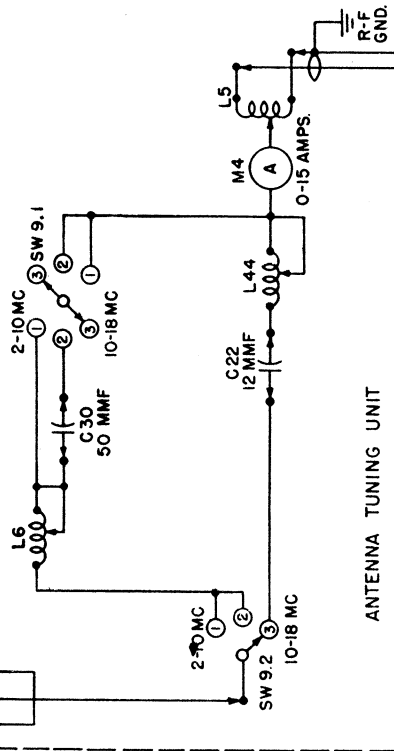 L5
R-F
GND.
M4
A
0-15 AMPS.
SW 9.1
3
2
1
2-10 MC
1
2
3
10-18 MC
L44
C22
12 MMF
C30
50 MMF
L6
2-10 MC
1
2
3
SW 9.2
10-18 MC
ANTENNA TUNING UNIT